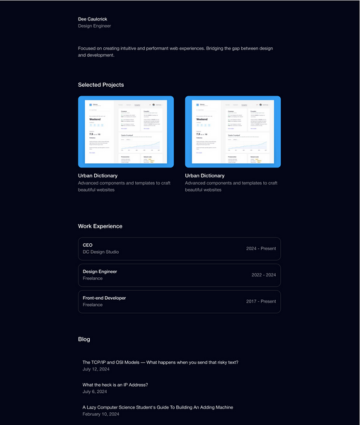 Dee Caulcrick
Design Engineer
Focused on creating intuitive and performant web experiences. Bridging the gap between design
and development.
Selected Projects
Urban Dictionary
Advanced components and templates to craft
beautiful websites
Urban Dictionary
Advanced components and templates to craft
beautiful websites
Work Experience
CEO
DC Design Studio
2024 - Present
Design Engineer
Freelance
2022 - 2024
Front-end Developer
Freelance
2017 - Present
Blog
The TCP/IP and OSI Models — What happens when you send that risky text?
July 12, 2024
What the heck is an IP Address?
July 6, 2024
A Lazy Computer Science Student's Guide To Building An Adding Machine
February 10, 2024